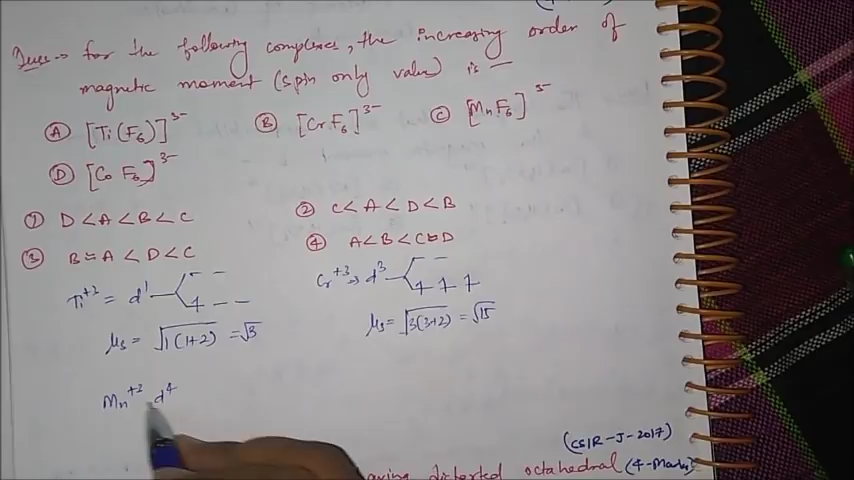 Ques → for the following complexes, the increasing order of
magnetic moment (spin only value) is —
(A) [Ti(F6)]3- (B) [CrF6]3- (C) [MnF6]3-
(D) [CoF6]3-
(1) D < A < B < C (2) C < A < D < B
(3) B ≈ A < D < C (4) A < B < C ≈ D
Ti+3 = d1 Cr+3 → d3
μs = √1(1+2) = √3 μs = √3(3+2) = √15
Mn+3 d4
(CSIR-J-2017)
having distorted octahedral (4-Marks)